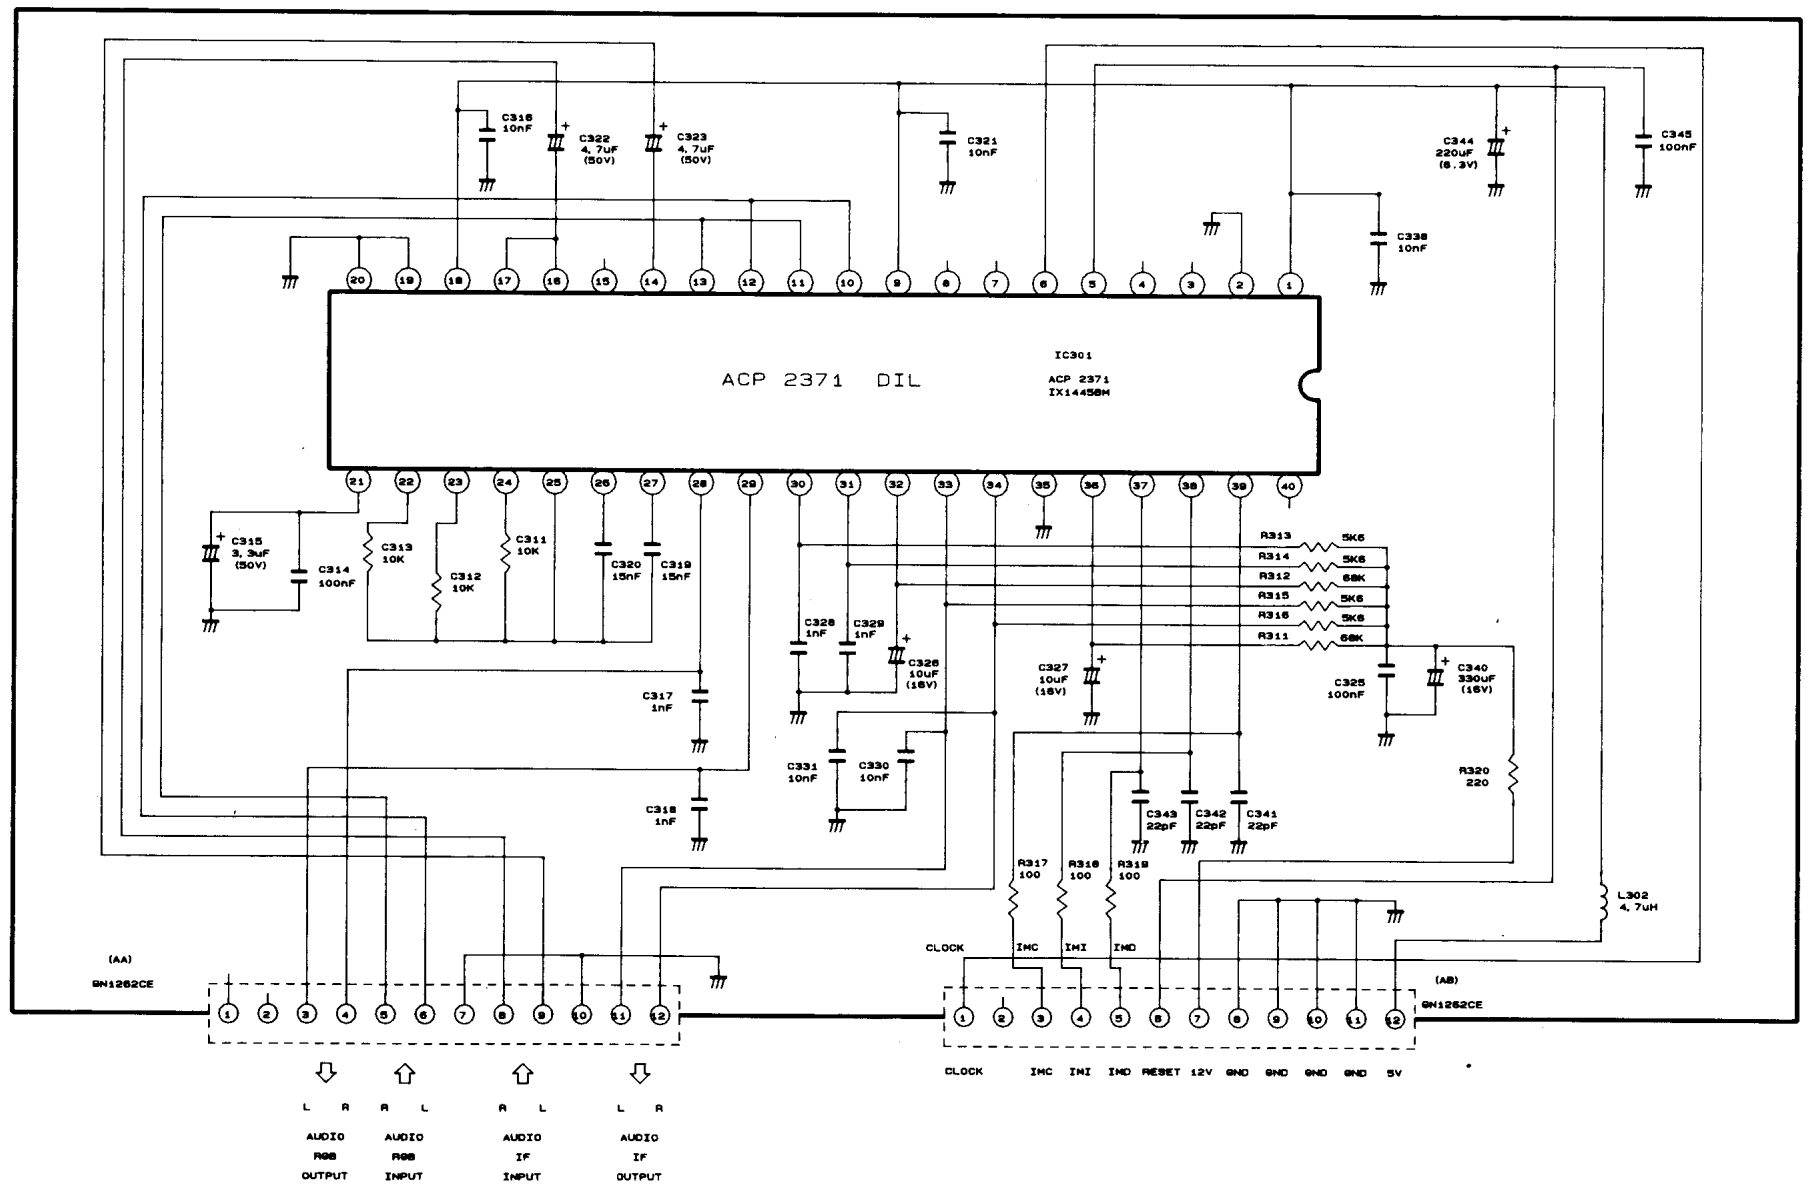 C316
10nF
C322
4,7uF
(50V)
C323
4,7uF
(50V)
C321
10nF
C344
220uF
(6.3V)
C345
100nF
C338
10nF
20 19 18 17 16 15 14 13 12 11 10 9 8 7 6 5 4 3 2 1
ACP 2371 DIL
IC301
ACP 2371
IX1445BM
21 22 23 24 25 26 27 28 29 30 31 32 33 34 35 36 37 38 39 40
C315
3,3uF
(50V)
C314
100nF
C313
10K
C312
10K
C311
10K
C320
15nF
C319
15nF
R313 5K6
R314 5K6
R312 68K
R315 5K6
R316 5K6
R311 68K
C328
1nF
C329
1nF
C326
10uF
(16V)
C327
10uF
(16V)
C325
100nF
C340
330uF
(16V)
C317
1nF
C331
10nF
C330
10nF
R320
220
C318
1nF
C343
22pF
C342
22pF
C341
22pF
R317
100
R318
100
R319
100
L302
4,7uH
CLOCK IMC IMI IMD
(AA)
QN1262CE
(AB)
QN1262CE
1 2 3 4 5 6 7 8 9 10 11 12
1 2 3 4 5 6 7 8 9 10 11 12
CLOCK IMC IMI IMD RESET 12V GND GND GND GND 5V
L R R L R L L R
AUDIO
RGB
OUTPUT
AUDIO
RGB
INPUT
AUDIO
IF
INPUT
AUDIO
IF
OUTPUT